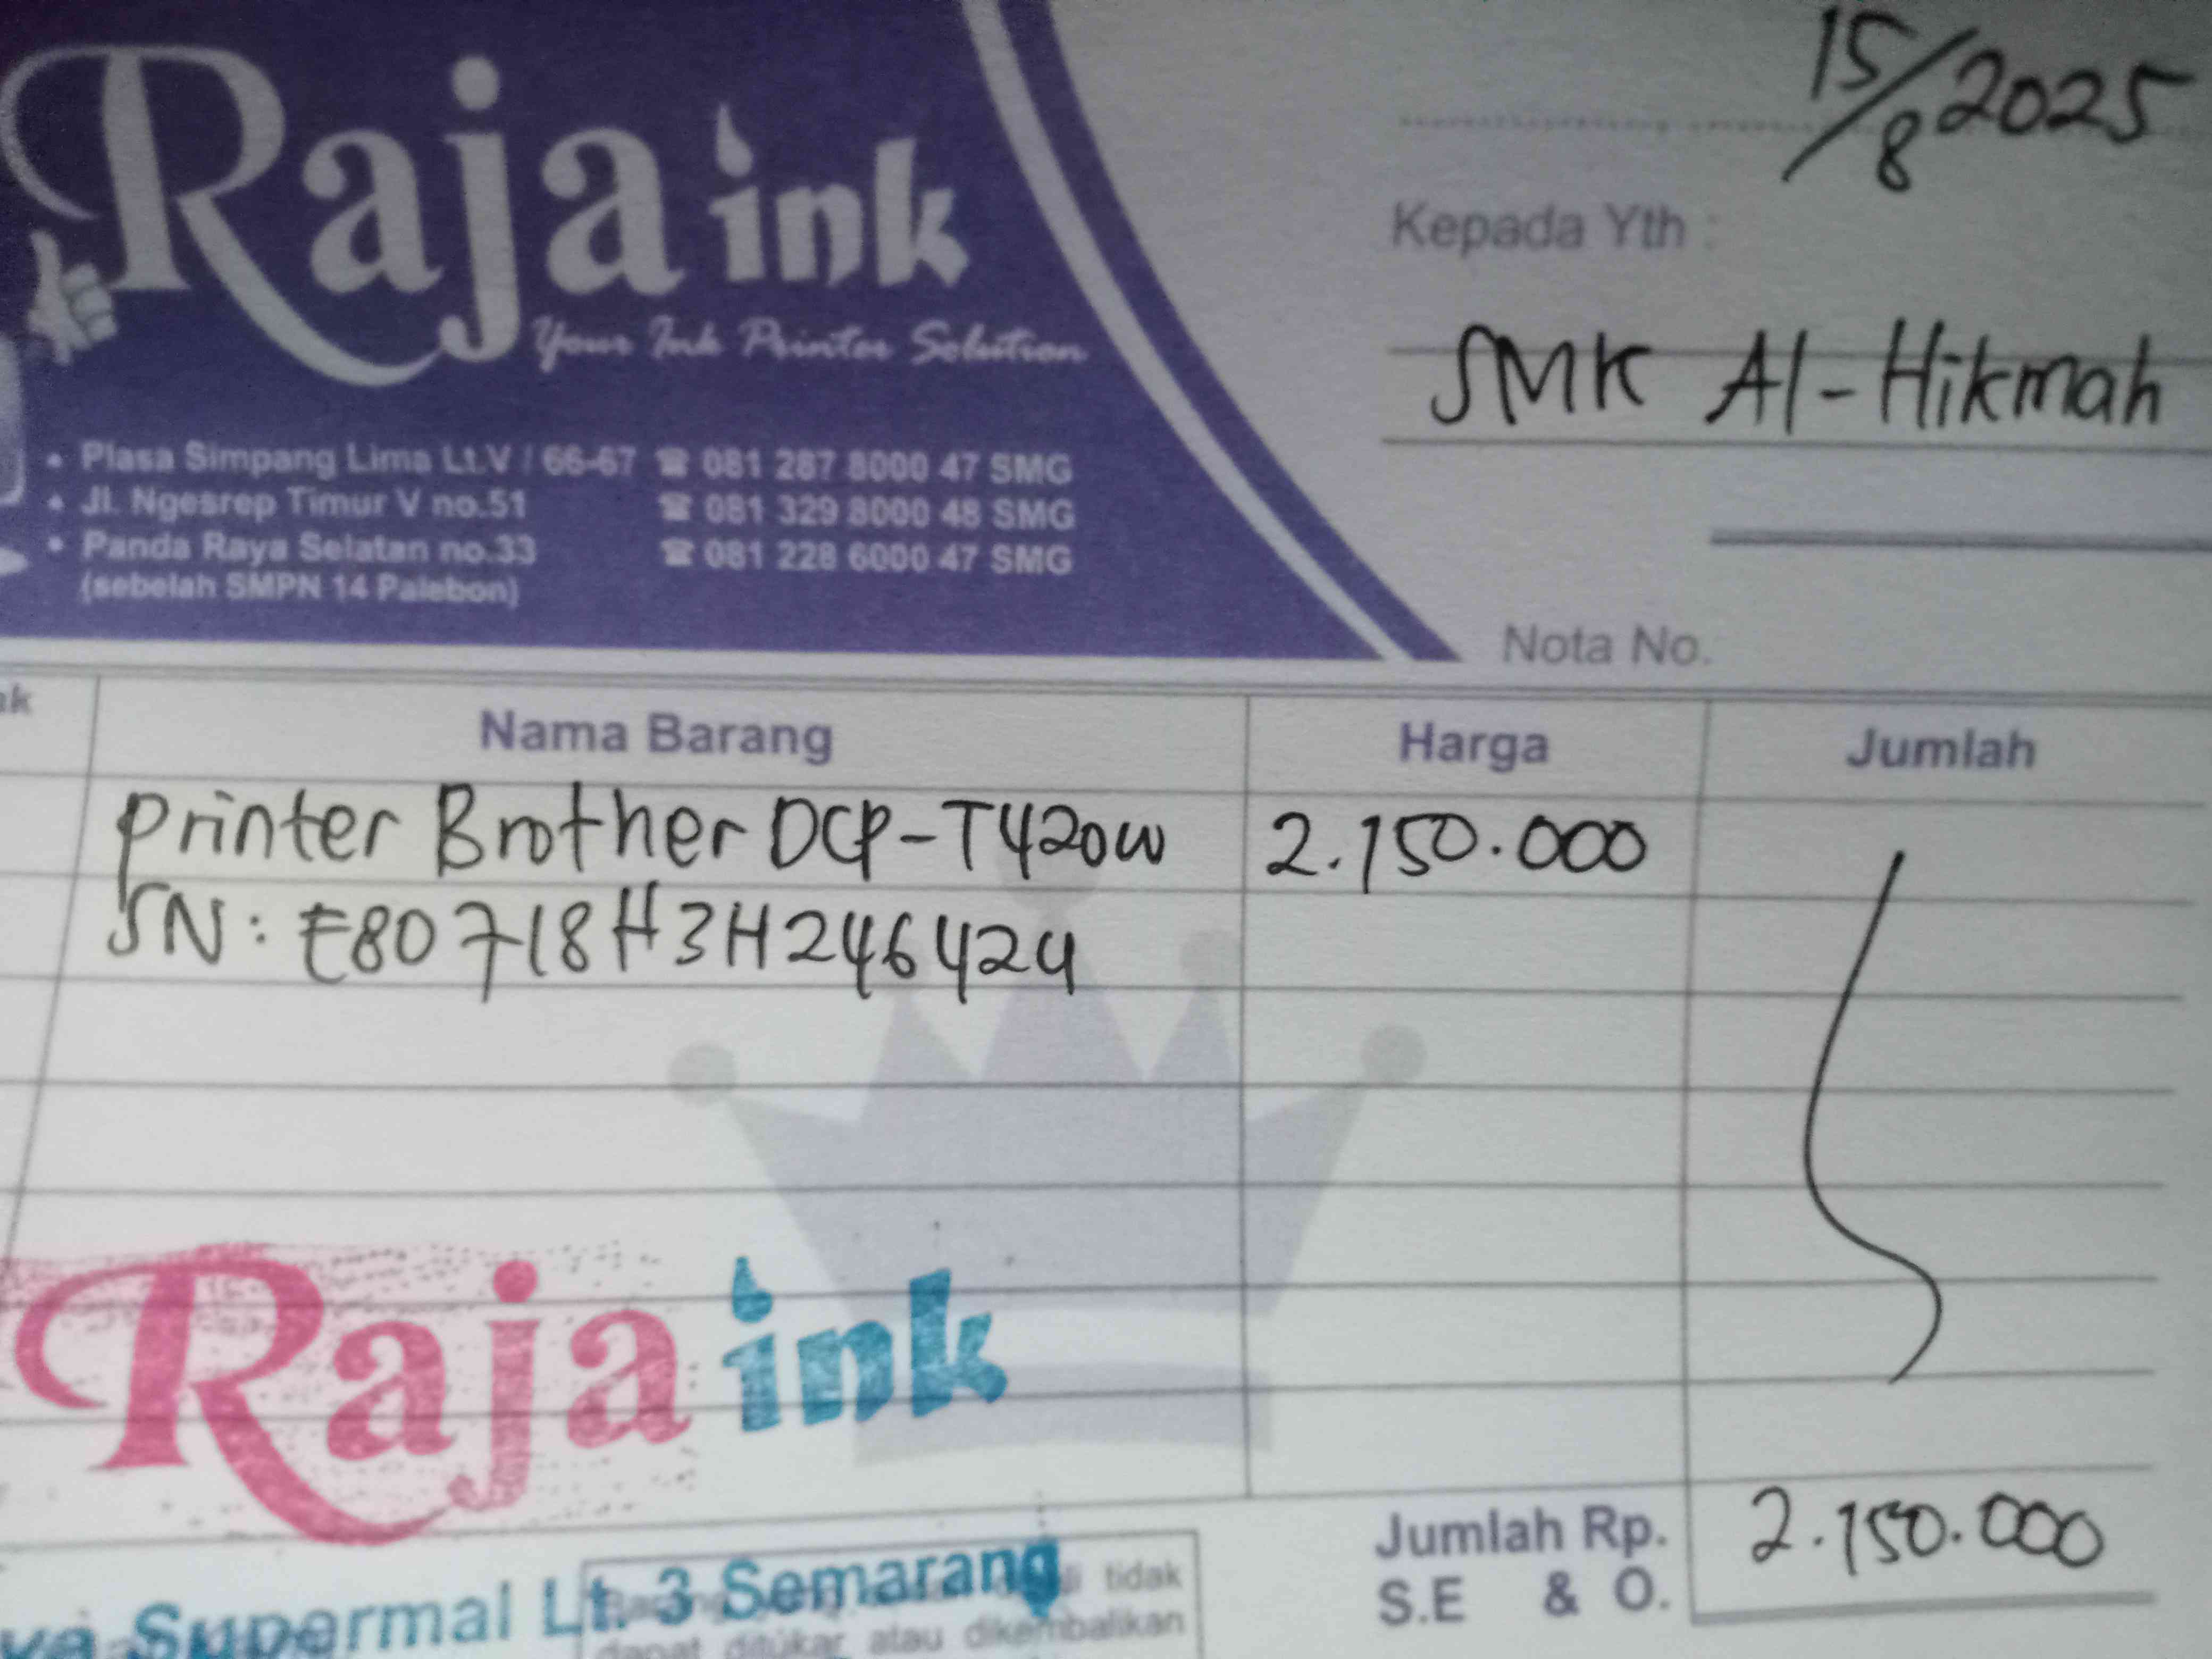 15/8 2025
Raja ink
Your Ink Printer Solution
Kepada Yth :
SMK Al-Hikmah
• Plasa Simpang Lima Lt.V / 66-67 ☎ 081 287 8000 47 SMG
• Jl. Ngesrep Timur V no.51 ☎ 081 329 8000 48 SMG
• Panda Raya Selatan no.33 ☎ 081 228 6000 47 SMG
(sebelah SMPN 14 Palebon)
Nota No.
Nama Barang Harga Jumlah
Printer Brother DCP-T420W 2.150.000
SN: E80718H3H246424
Raja ink
Jumlah Rp. 2.150.000
S.E & O.
Supermal Lt. 3 Semarang
tidak
dapat ditukar atau dikembalikan